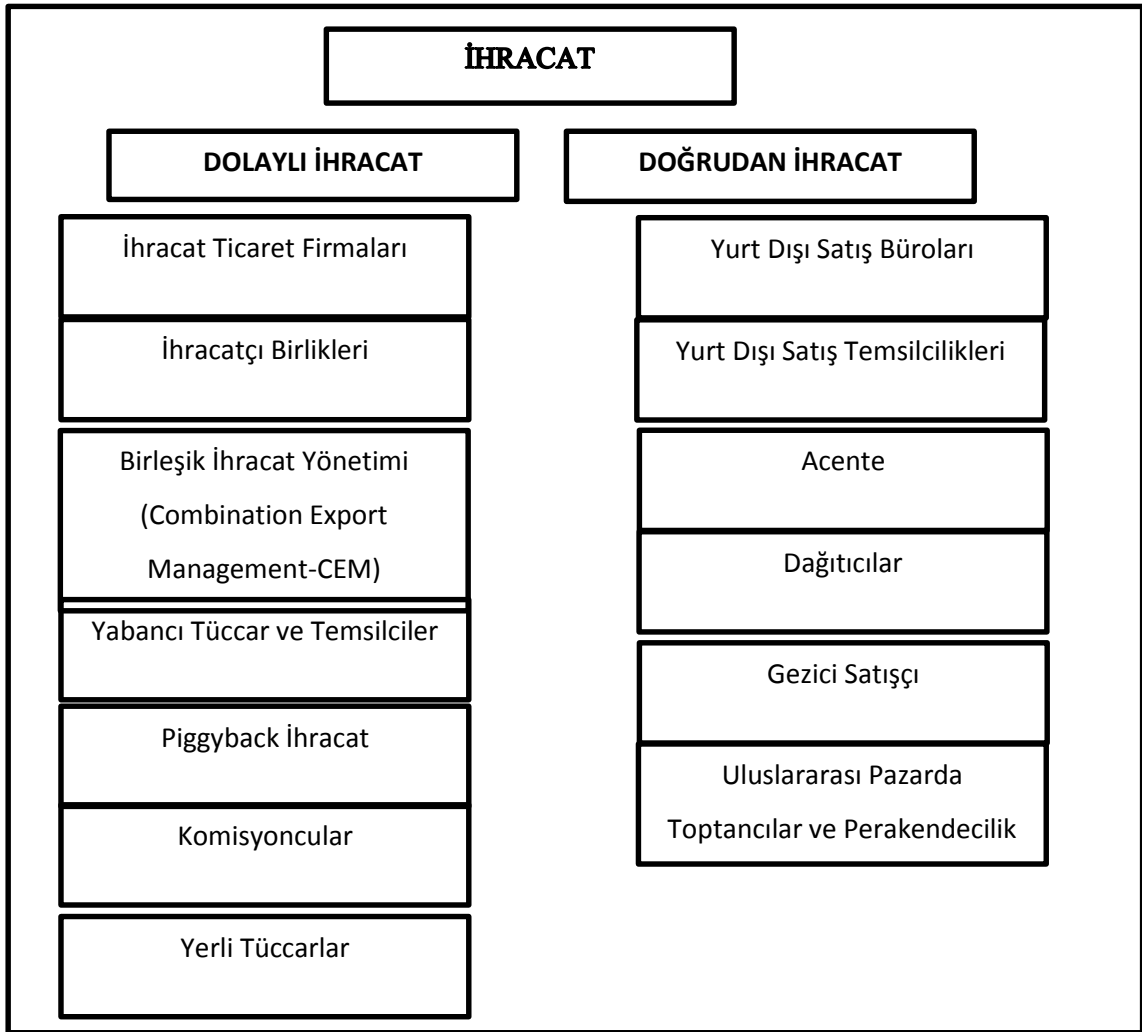 İHRACAT
DOLAYLI İHRACAT
DOĞRUDAN İHRACAT
İhracat Ticaret Firmaları
İhracatçı Birlikleri
Birleşik İhracat Yönetimi
(Combination Export
Management-CEM)
Yabancı Tüccar ve Temsilciler
Piggyback İhracat
Komisyoncular
Yerli Tüccarlar
Yurt Dışı Satış Büroları
Yurt Dışı Satış Temsilcilikleri
Acente
Dağıtıcılar
Gezici Satışçı
Uluslararası Pazarda
Toptancılar ve Perakendecilik